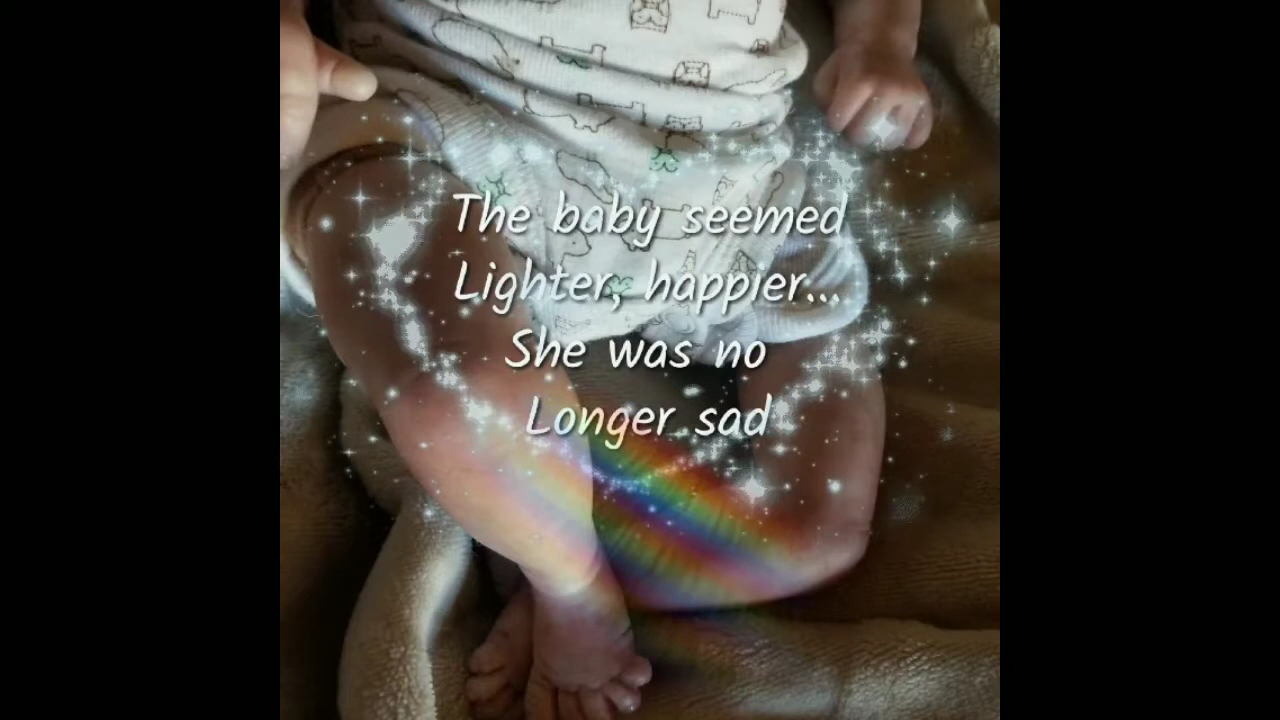 The baby seemed
Lighter, happier...
She was no
Longer sad